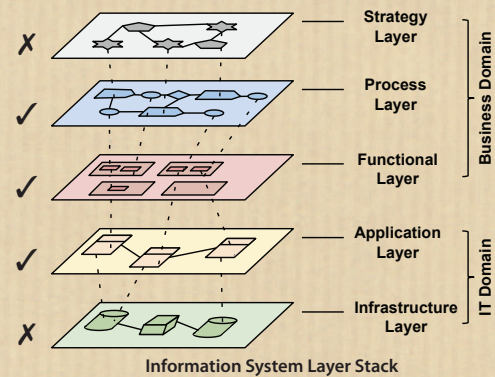 ✗
Strategy
Layer
✓
Process
Layer
✓
Functional
Layer
✓
Application
Layer
✗
Infrastructure
Layer
Business Domain
IT Domain
Information System Layer Stack